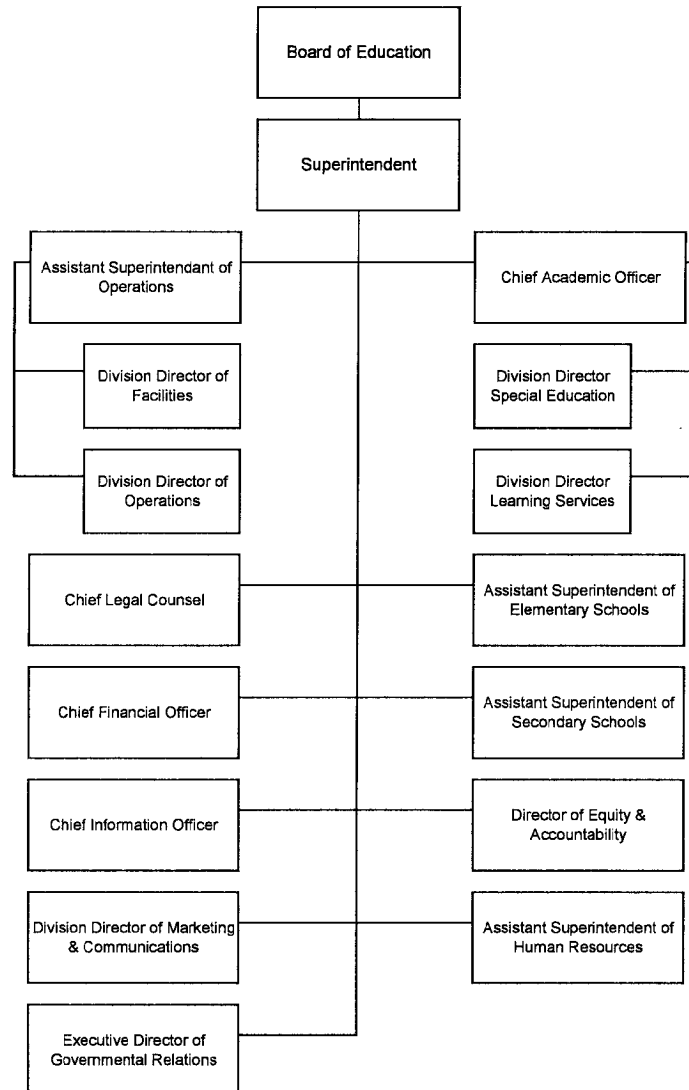 Board of Education
Superintendent
Assistant Superintendant of
Operations
Chief Academic Officer
Division Director of
Facilities
Division Director
Special Education
Division Director of
Operations
Division Director
Learning Services
Chief Legal Counsel
Assistant Superintendent of
Elementary Schools
Chief Financial Officer
Assistant Superintendent of
Secondary Schools
Chief Information Officer
Director of Equity &
Accountability
Division Director of Marketing
& Communications
Assistant Superintendent of
Human Resources
Executive Director of
Governmental Relations